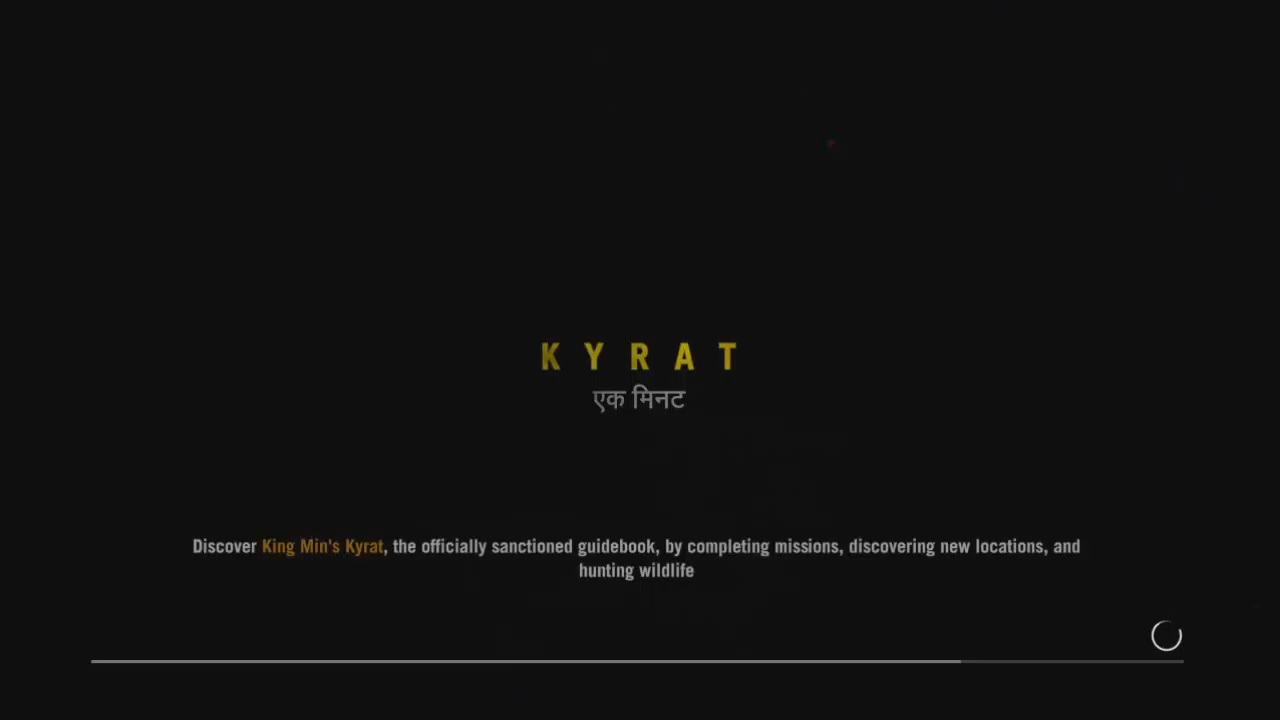 KYRAT
एक मिनट
Discover King Min's Kyrat, the officially sanctioned guidebook, by completing missions, discovering new locations, and
hunting wildlife